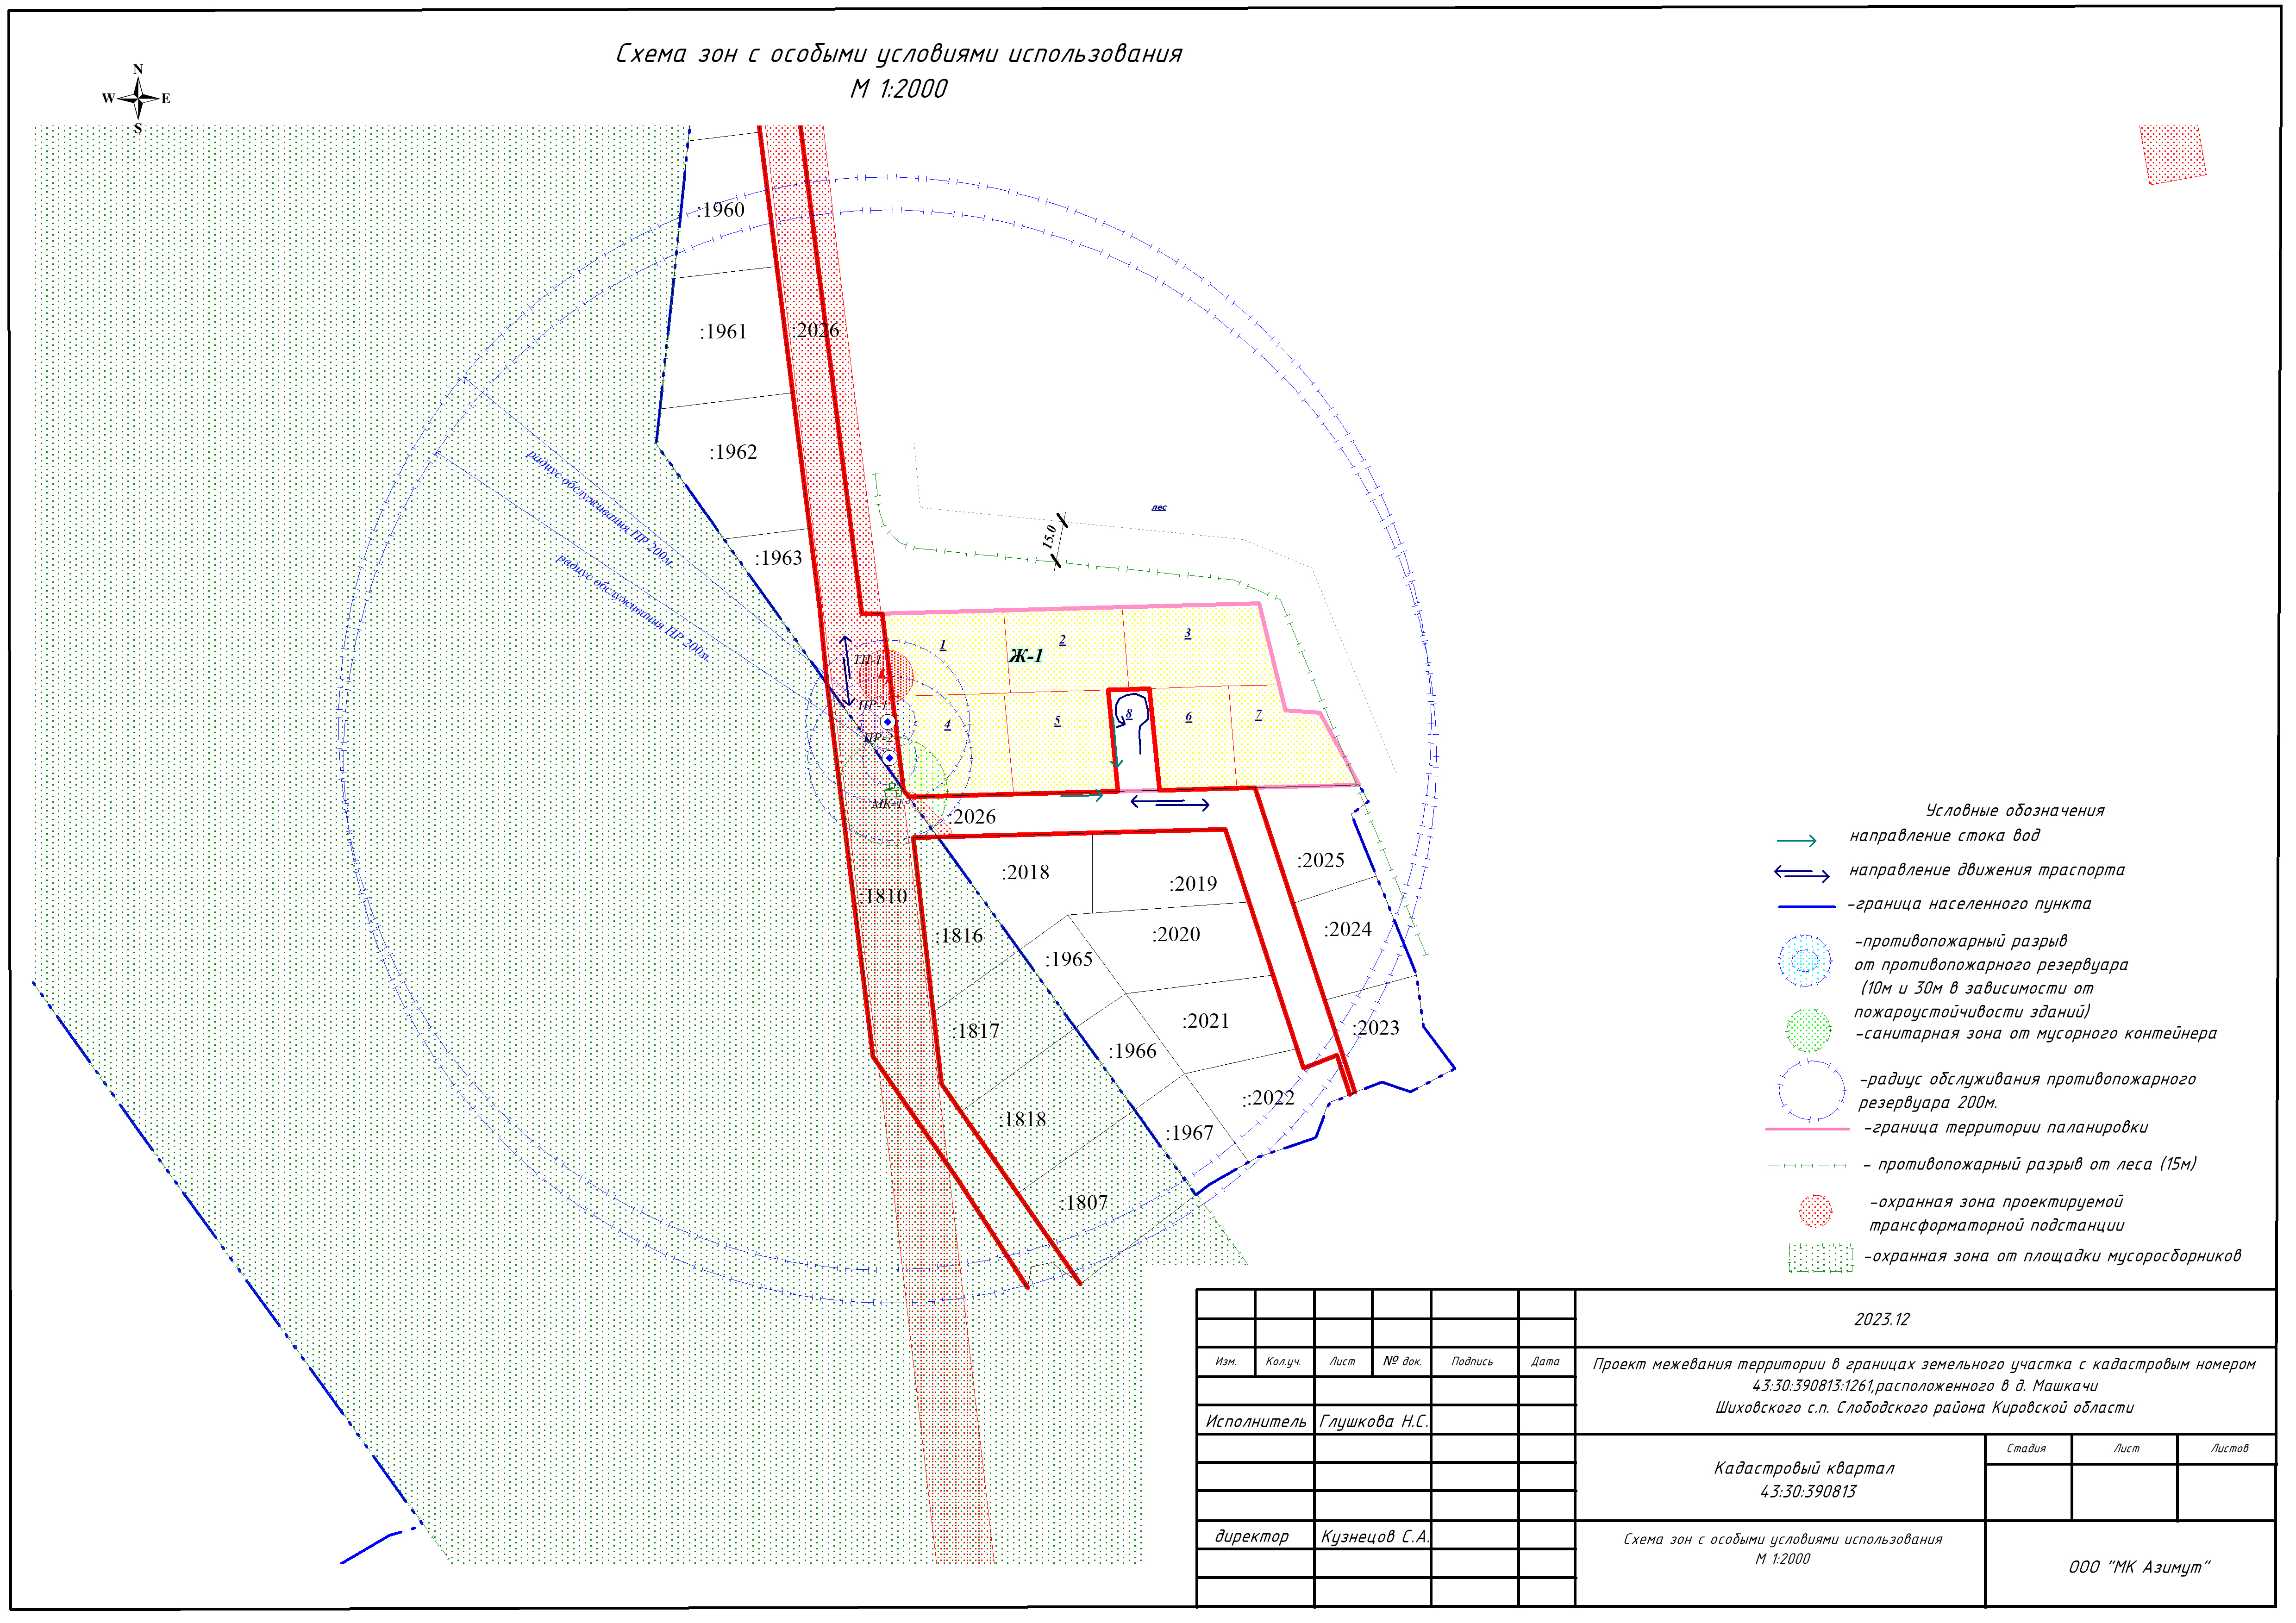 Схема зон с особыми условиями использования
М 1:2000
N
W E
S
:1960
:1961
:2026
:1962
:1963
радиус обслуживания ПР 200м.
радиус обслуживания ПР 200м.
лес
15.0
1
2
3
Ж-1
ТП-1
ПР-1
ПР-2
МК-1
4
5
8
6
7
:2026
:2018
:2019
:2025
:1810
:1816
:2020
:2024
:1965
:1817
:2021
:2023
:1966
:1818
::2022
:1967
:1807
Условные обозначения
направление стока вод
направление движения траспорта
-граница населенного пункта
-противопожарный разрыв
от противопожарного резервуара
(10м и 30м в зависимости от
пожароустойчивости зданий)
-санитарная зона от мусорного контейнера
-радиус обслуживания противопожарного
резервуара 200м.
-граница территории паланировки
- противопожарный разрыв от леса (15м)
-охранная зона проектируемой
трансформаторной подстанции
-охранная зона от площадки мусоросборников
2023.12
Изм. Кол.уч. Лист № док. Подпись Дата
Проект межевания территории в границах земельного участка с кадастровым номером
43:30:390813:1261,расположенного в д. Машкачи
Шиховского с.п. Слободского района Кировской области
Исполнитель Глушкова Н.С.
Кадастровый квартал
43:30:390813
Стадия Лист Листов
директор Кузнецов С.А.
Схема зон с особыми условиями использования
М 1:2000
ООО "МК Азимут"